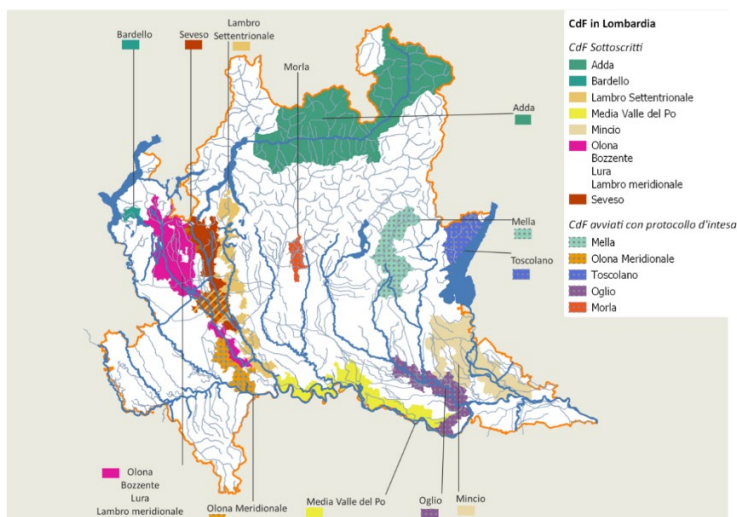 Bardello
Seveso
Lambro
Settentrionale
Morla
Adda
Mella
Toscolano
CdF in Lombardia
CdF Sottoscritti
Adda
Bardello
Lambro Settentrionale
Media Valle del Po
Mincio
Olona
Bozzente
Lura
Lambro meridionale
Seveso
CdF avviati con protocollo d'intesa
Mella
Olona Meridionale
Toscolano
Oglio
Morla
Olona
Bozzente
Lura
Lambro meridionale
Olona Meridionale
Media Valle del Po
Oglio
Mincio